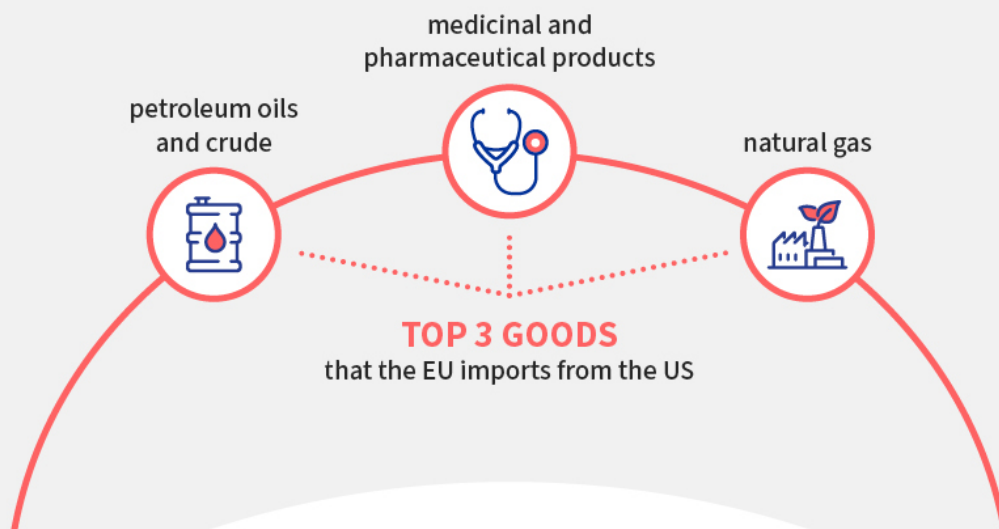 medicinal and
pharmaceutical products
petroleum oils
and crude
natural gas
TOP 3 GOODS
that the EU imports from the US